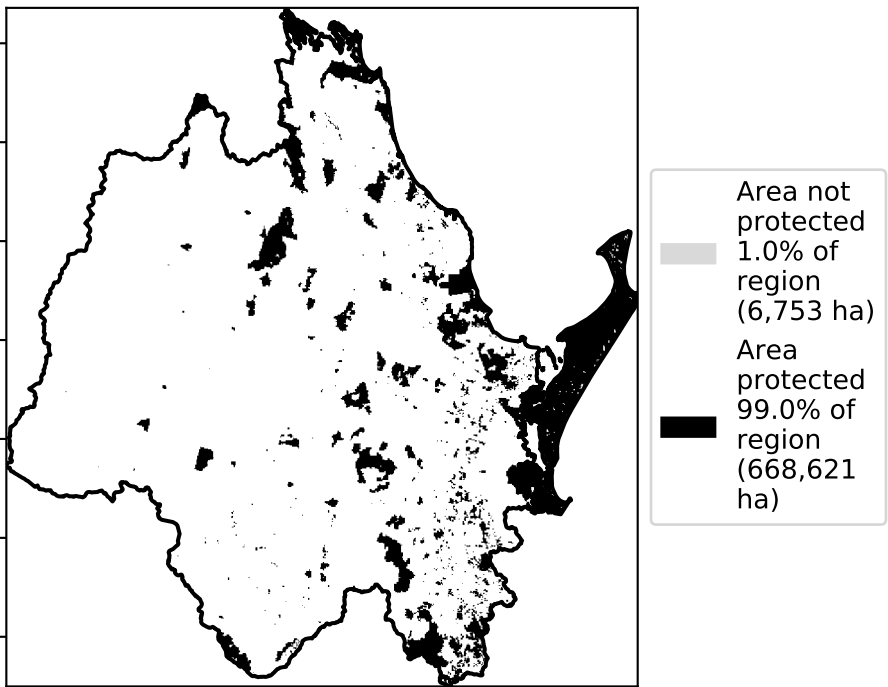 Area not
protected
1.0% of
region
(6,753 ha)
Area
protected
99.0% of
region
(668,621
ha)